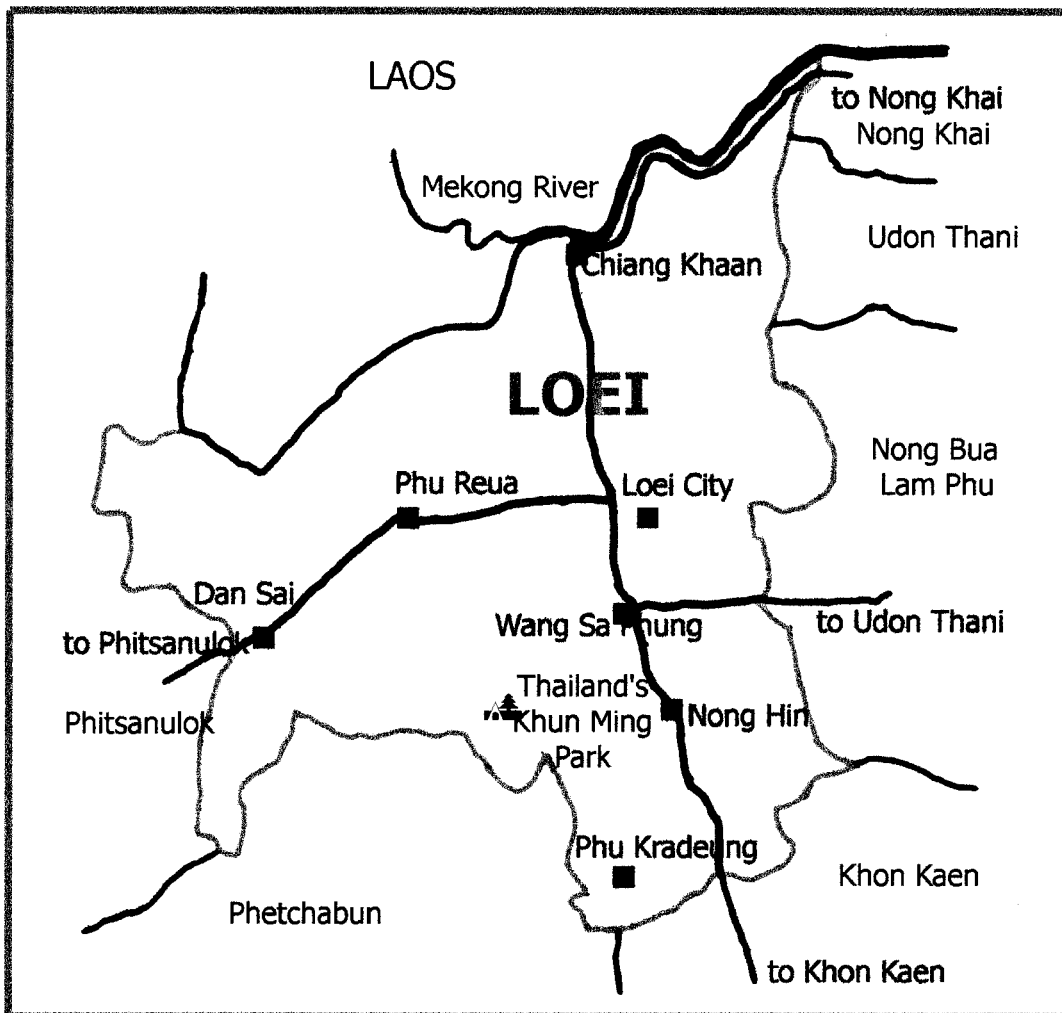 LAOS
to Nong Khai
Nong Khai
Mekong River
Udon Thani
Chiang Khaan
LOEI
Nong Bua
Lam Phu
Phu Reua
Loei City
Dan Sai
to Phitsanulok
Wang Sa Phung
to Udon Thani
Phitsanulok
Thailand's
Khun Ming
Park
Nong Hin
Phu Kradeung
Khon Kaen
Phetchabun
to Khon Kaen